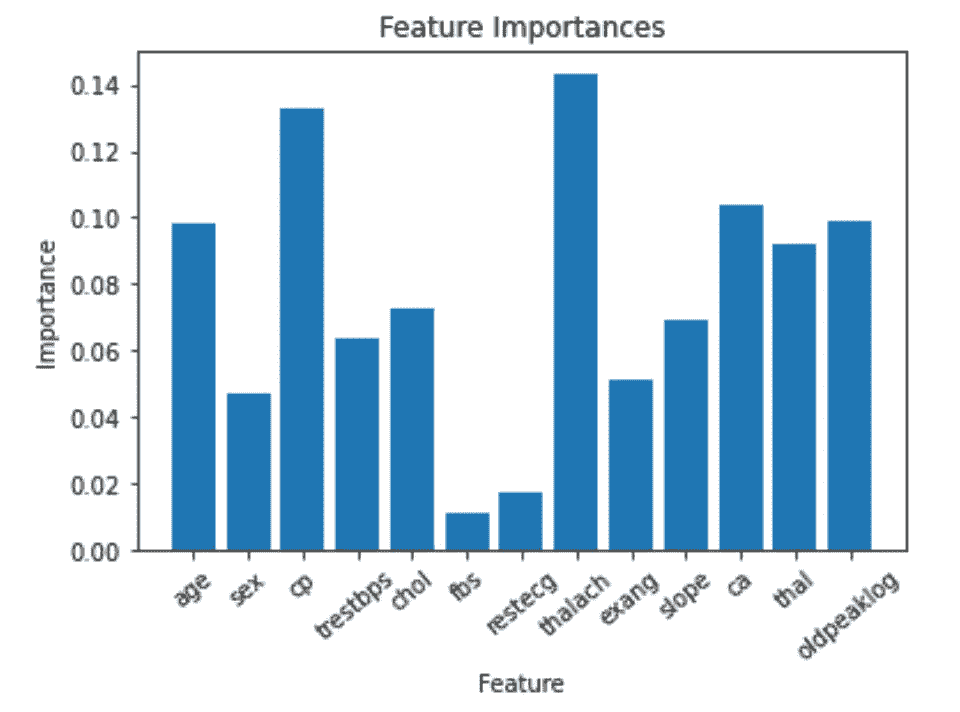 Feature Importances
0.14
0.12
0.10
0.08
0.06
0.04
0.02
0.00
Importance
age sex cp trestbps chol fbs restecg thalach exang slope ca thal oldpeaklog
Feature